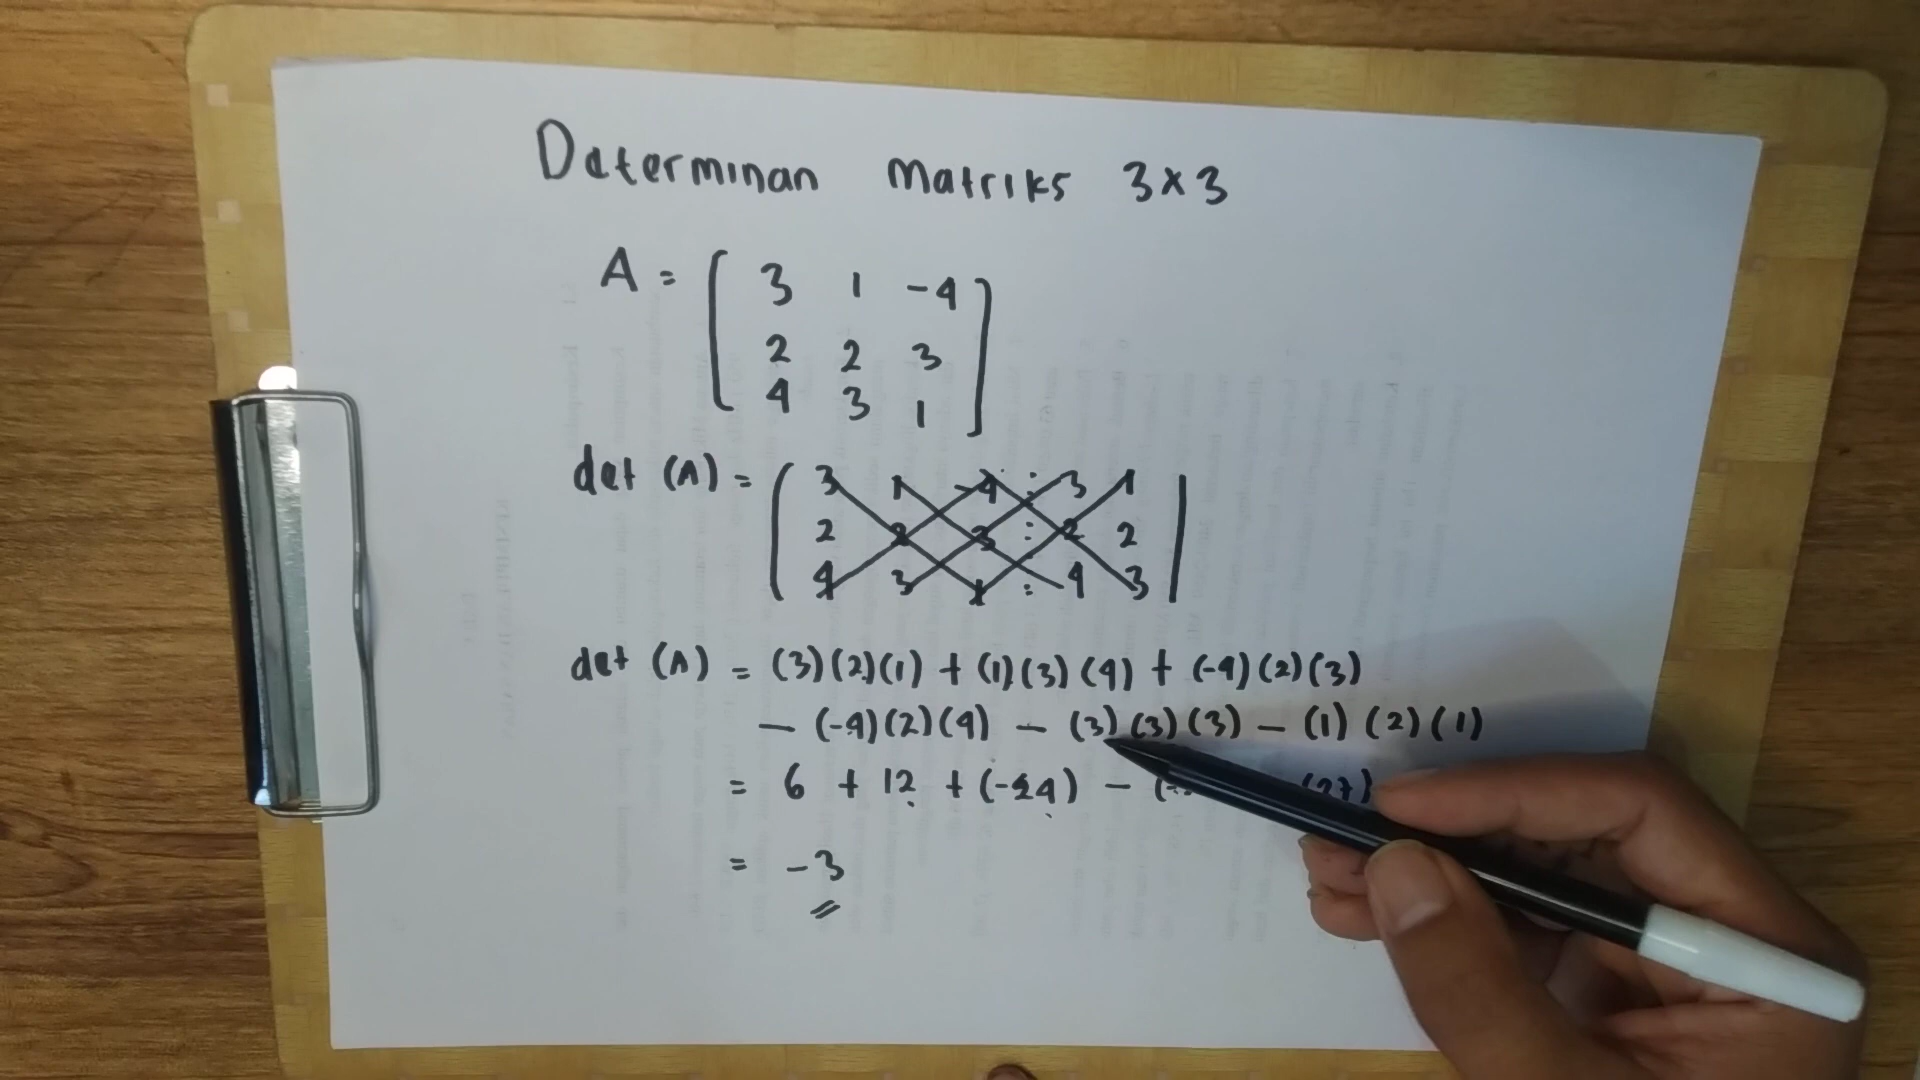 Determinan Matriks 3x3
A = [ 3 1 -4
2 2 3
4 3 1 ]
det (A) = ( 3 1 -4 : 3 1 |
2 2 3 : 2 2
4 3 1 : 4 3
det (A) = (3)(2)(1) + (1)(3)(4) + (-4)(2)(3)
- (-4)(2)(4) - (3)(3)(3) - (1)(2)(1)
= 6 + 12 + (-24) - (- (27)
= -3